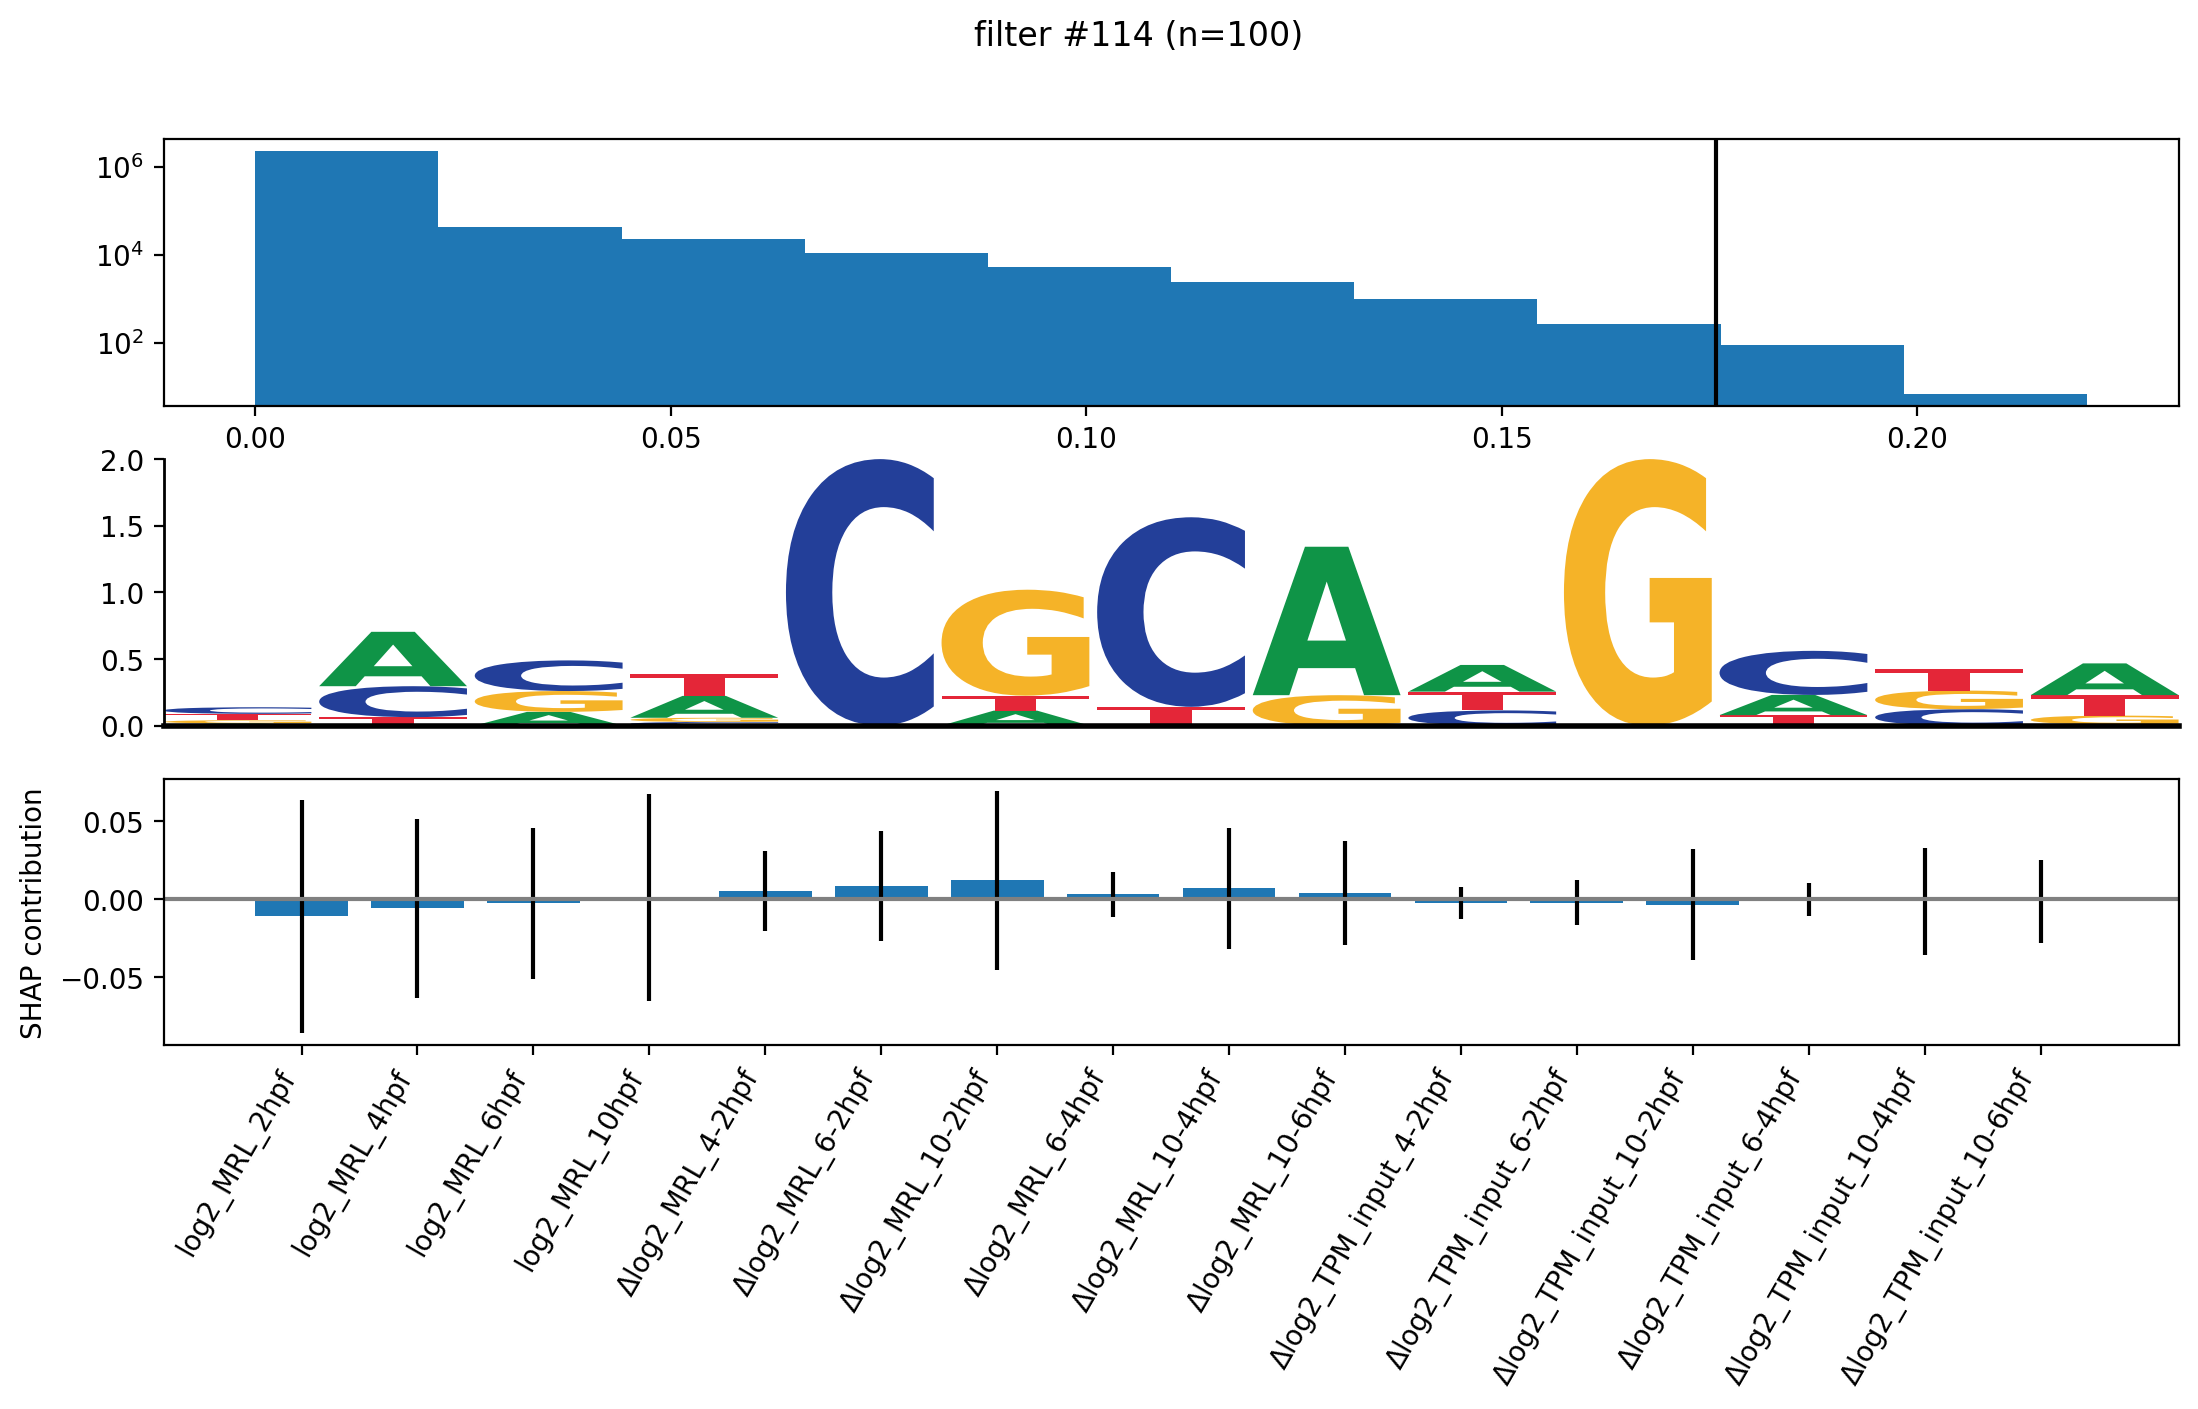 filter #114 (n=100)
10^6
10^4
10^2
0.00 0.05 0.10 0.15 0.20
2.0
1.5
1.0
0.5
0.0
C G C A G
0.05
0.00
−0.05
SHAP contribution
log2_MRL_2hpf
log2_MRL_4hpf
log2_MRL_6hpf
log2_MRL_10hpf
Δlog2_MRL_4-2hpf
Δlog2_MRL_6-2hpf
Δlog2_MRL_10-2hpf
Δlog2_MRL_6-4hpf
Δlog2_MRL_10-4hpf
Δlog2_MRL_10-6hpf
Δlog2_TPM_input_4-2hpf
Δlog2_TPM_input_6-2hpf
Δlog2_TPM_input_10-2hpf
Δlog2_TPM_input_6-4hpf
Δlog2_TPM_input_10-4hpf
Δlog2_TPM_input_10-6hpf